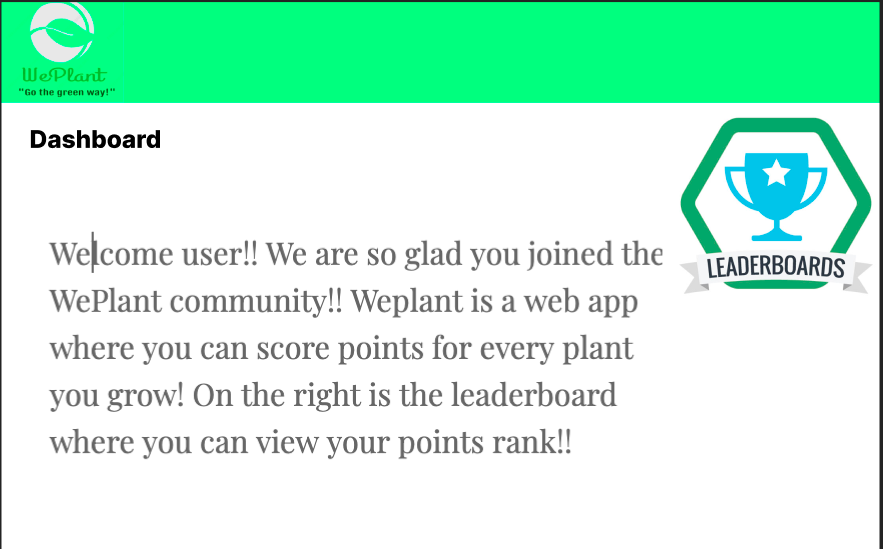 WePlant
"Go the green way!"
Dashboard
LEADERBOARDS
Welcome user!! We are so glad you joined the
WePlant community!! Weplant is a web app
where you can score points for every plant
you grow! On the right is the leaderboard
where you can view your points rank!!